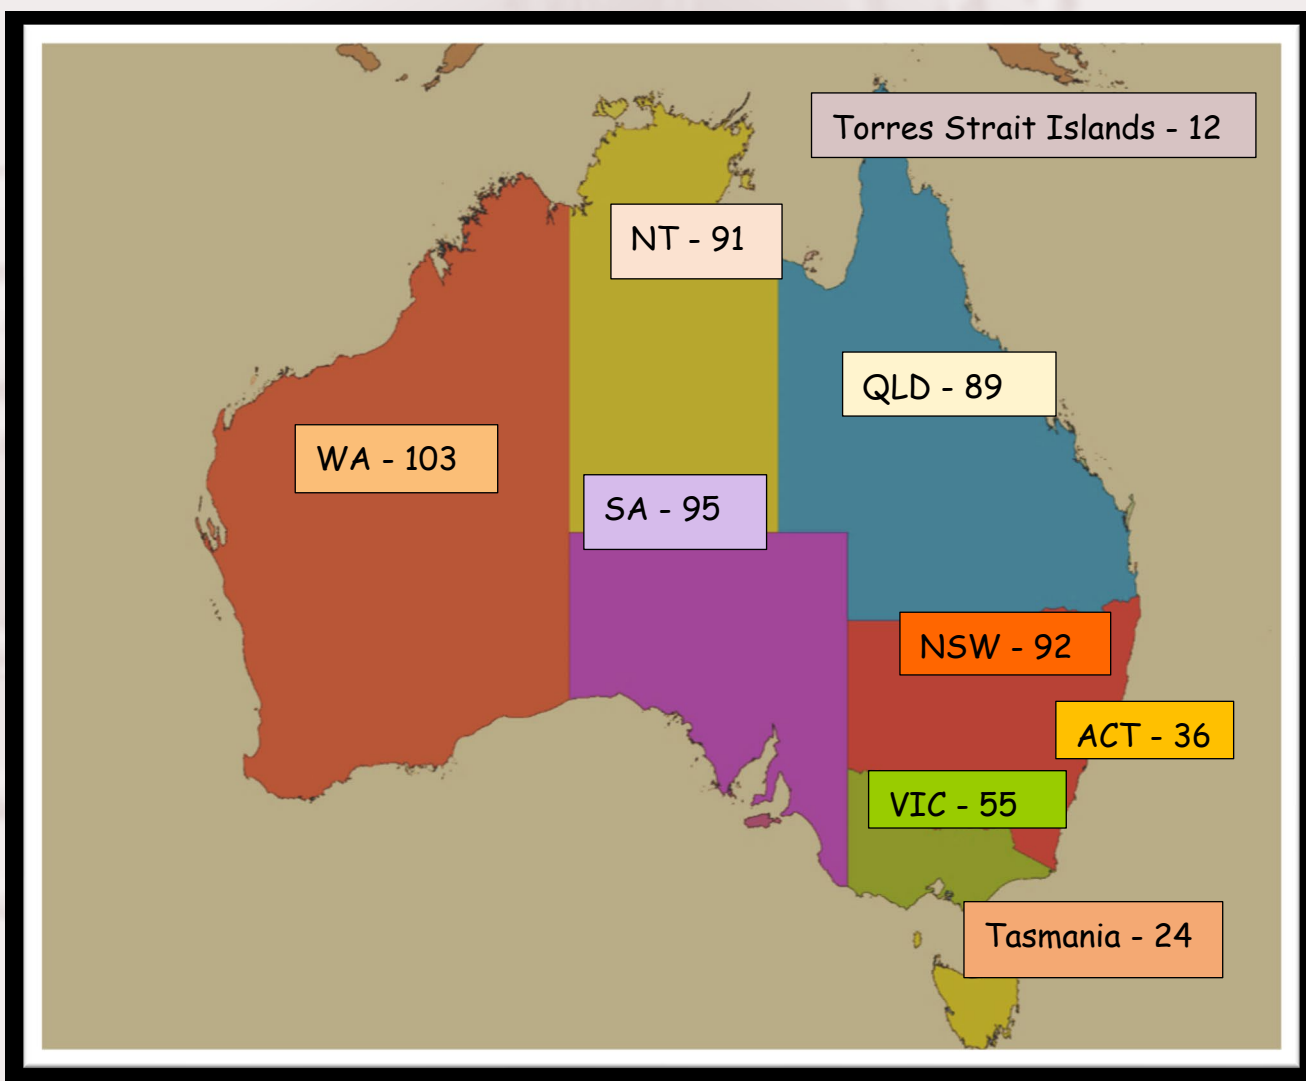 Torres Strait Islands - 12
NT - 91
QLD - 89
WA - 103
SA - 95
NSW - 92
ACT - 36
VIC - 55
Tasmania - 24